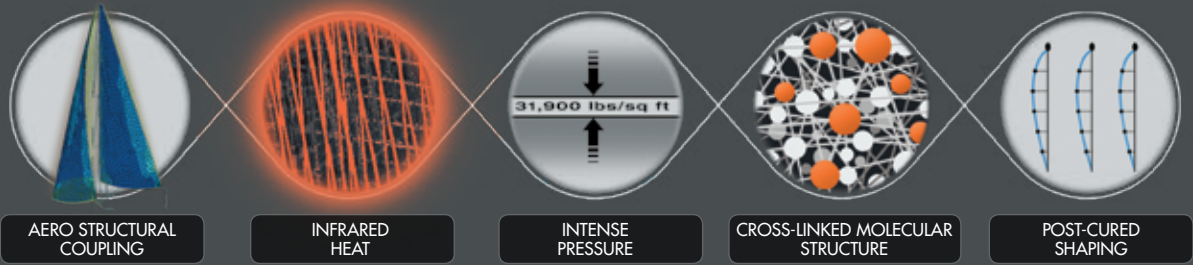 31,900 lbs/sq ft
AERO STRUCTURAL
COUPLING
INFRARED
HEAT
INTENSE
PRESSURE
CROSS-LINKED MOLECULAR
STRUCTURE
POST-CURED
SHAPING